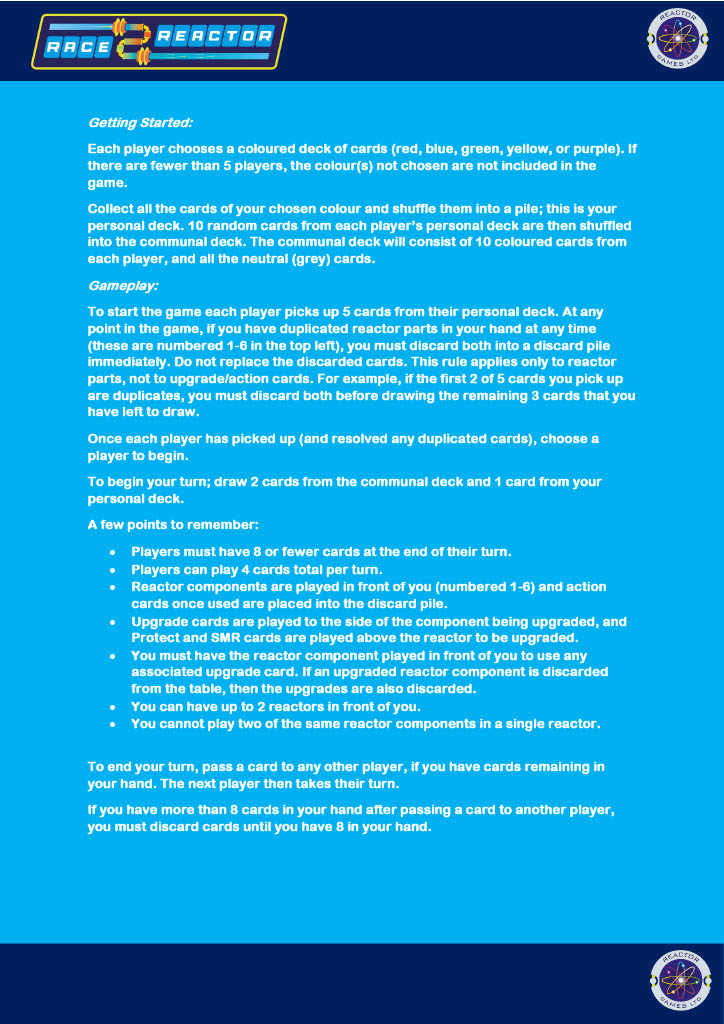 RACE 2 REACTOR
REACTOR
GAMES LTD
Getting Started:
Each player chooses a coloured deck of cards (red, blue, green, yellow, or purple). If
there are fewer than 5 players, the colour(s) not chosen are not included in the
game.
Collect all the cards of your chosen colour and shuffle them into a pile; this is your
personal deck. 10 random cards from each player's personal deck are then shuffled
into the communal deck. The communal deck will consist of 10 coloured cards from
each player, and all the neutral (grey) cards.
Gameplay:
To start the game each player picks up 5 cards from their personal deck. At any
point in the game, if you have duplicated reactor parts in your hand at any time
(these are numbered 1-6 in the top left), you must discard both into a discard pile
immediately. Do not replace the discarded cards. This rule applies only to reactor
parts, not to upgrade/action cards. For example, if the first 2 of 5 cards you pick up
are duplicates, you must discard both before drawing the remaining 3 cards that you
have left to draw.
Once each player has picked up (and resolved any duplicated cards), choose a
player to begin.
To begin your turn; draw 2 cards from the communal deck and 1 card from your
personal deck.
A few points to remember:
• Players must have 8 or fewer cards at the end of their turn.
• Players can play 4 cards total per turn.
• Reactor components are played in front of you (numbered 1-6) and action
cards once used are placed into the discard pile.
• Upgrade cards are played to the side of the component being upgraded, and
Protect and SMR cards are played above the reactor to be upgraded.
• You must have the reactor component played in front of you to use any
associated upgrade card. If an upgraded reactor component is discarded
from the table, then the upgrades are also discarded.
• You can have up to 2 reactors in front of you.
• You cannot play two of the same reactor components in a single reactor.
To end your turn, pass a card to any other player, if you have cards remaining in
your hand. The next player then takes their turn.
If you have more than 8 cards in your hand after passing a card to another player,
you must discard cards until you have 8 in your hand.
REACTOR
GAMES LTD